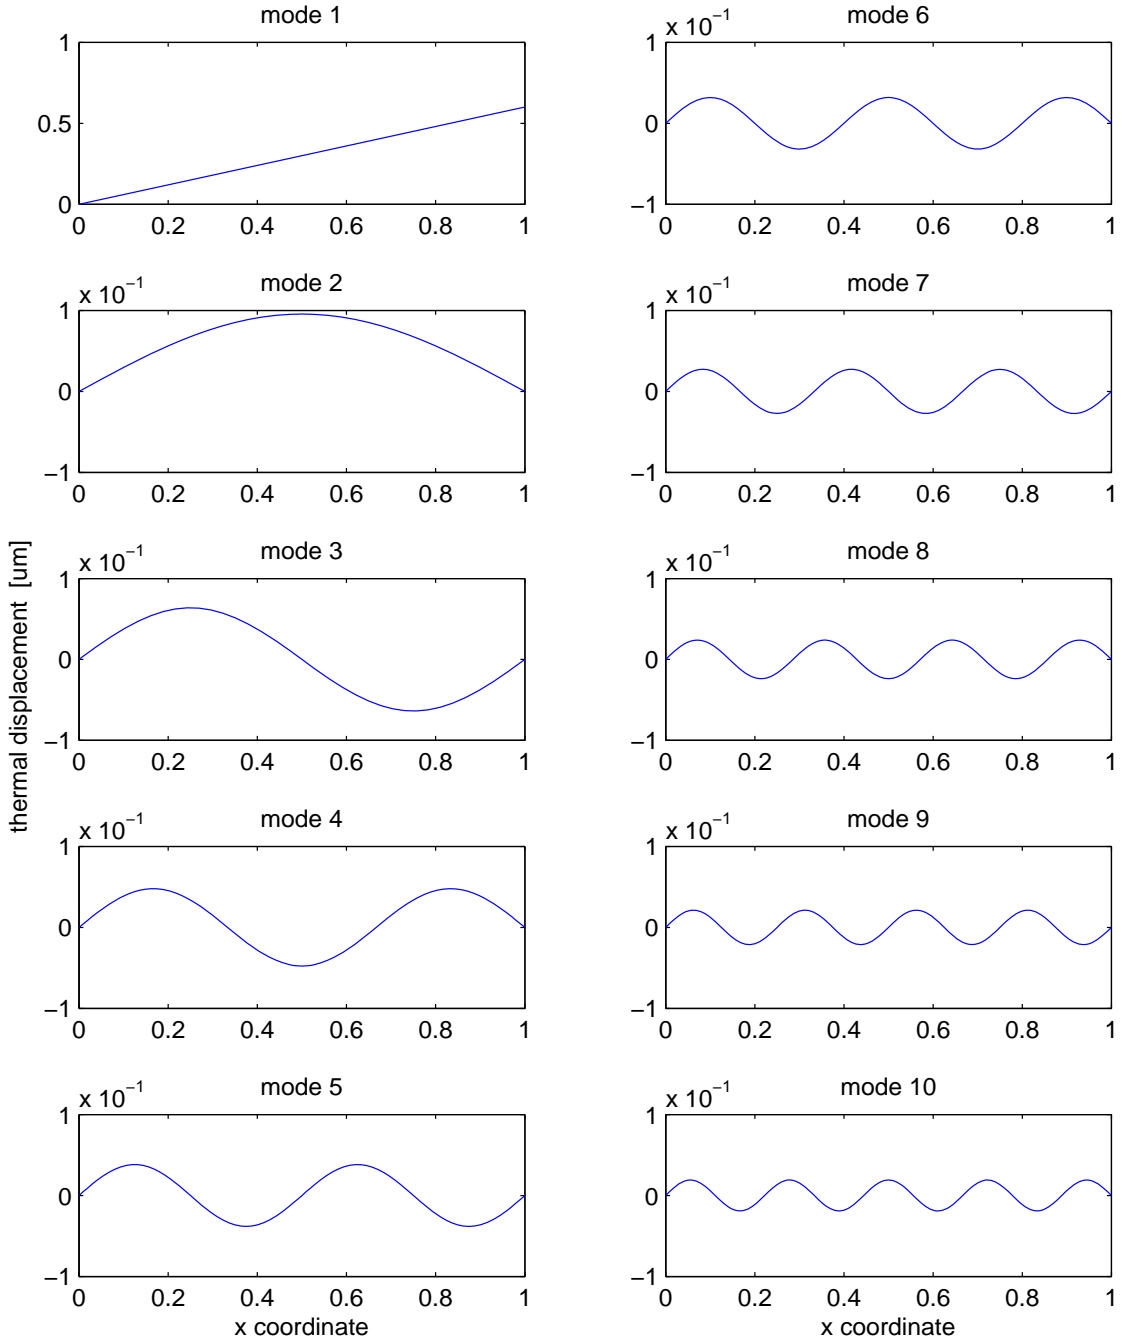 mode 1
1
0.5
0
0 0.2 0.4 0.6 0.8 1
mode 2
x 10⁻¹
1
0
−1
0 0.2 0.4 0.6 0.8 1
thermal displacement [um]
mode 3
x 10⁻¹
1
0
−1
0 0.2 0.4 0.6 0.8 1
mode 4
x 10⁻¹
1
0
−1
0 0.2 0.4 0.6 0.8 1
mode 5
x 10⁻¹
1
0
−1
0 0.2 0.4 0.6 0.8 1
x coordinate
mode 6
x 10⁻¹
1
0
−1
0 0.2 0.4 0.6 0.8 1
mode 7
x 10⁻¹
1
0
−1
0 0.2 0.4 0.6 0.8 1
mode 8
x 10⁻¹
1
0
−1
0 0.2 0.4 0.6 0.8 1
mode 9
x 10⁻¹
1
0
−1
0 0.2 0.4 0.6 0.8 1
mode 10
x 10⁻¹
1
0
−1
0 0.2 0.4 0.6 0.8 1
x coordinate